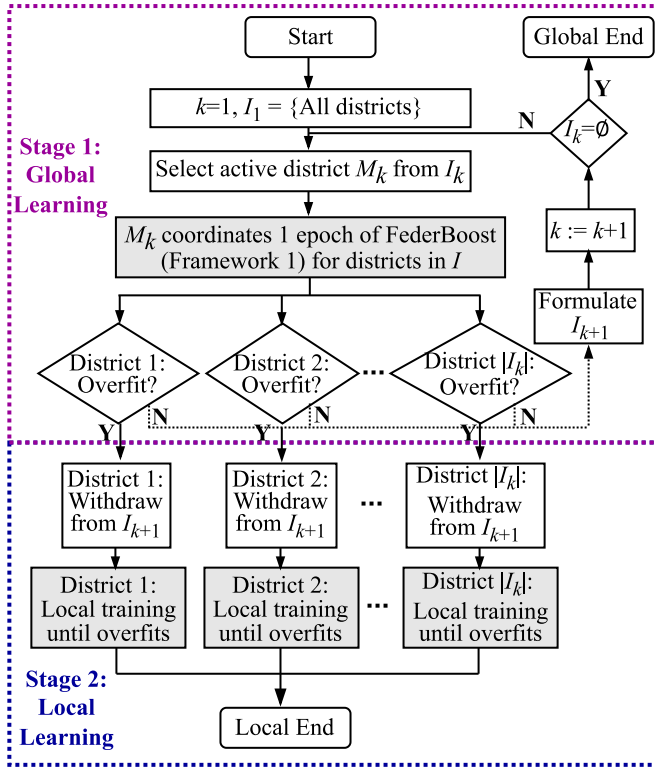 Start
Global End
Y
k=1, I₁ = {All districts}
N
Iₖ=∅
Stage 1:
Global
Learning
Select active district Mₖ from Iₖ
k := k+1
Mₖ coordinates 1 epoch of FederBoost
(Framework 1) for districts in I
Formulate
Iₖ₊₁
District 1:
Overfit?
District 2:
Overfit?
...
District |Iₖ|:
Overfit?
N
N
N
Y
Y
Y
District 1:
Withdraw
from Iₖ₊₁
District 2:
Withdraw
from Iₖ₊₁
...
District |Iₖ|:
Withdraw
from Iₖ₊₁
District 1:
Local training
until overfits
District 2:
Local training
until overfits
...
District |Iₖ|:
Local training
until overfits
Stage 2:
Local
Learning
Local End